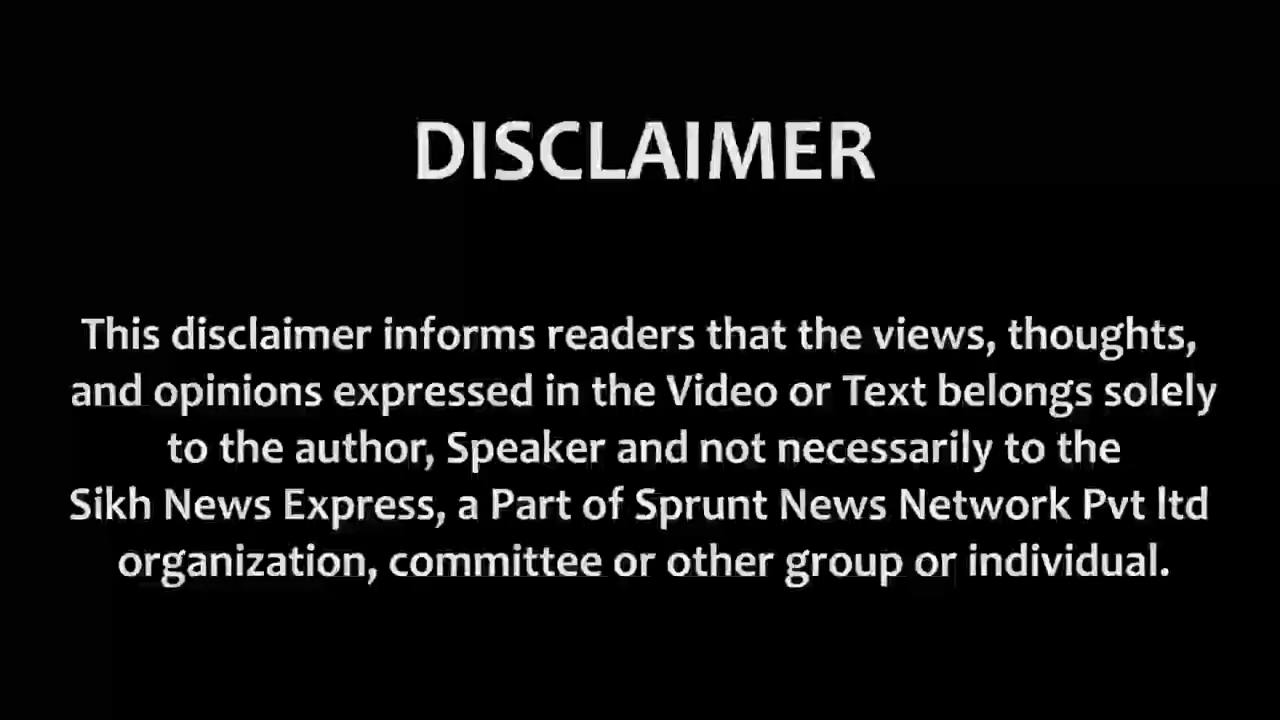 DISCLAIMER
This disclaimer informs readers that the views, thoughts,
and opinions expressed in the Video or Text belongs solely
to the author, Speaker and not necessarily to the
Sikh News Express, a Part of Sprunt News Network Pvt ltd
organization, committee or other group or individual.